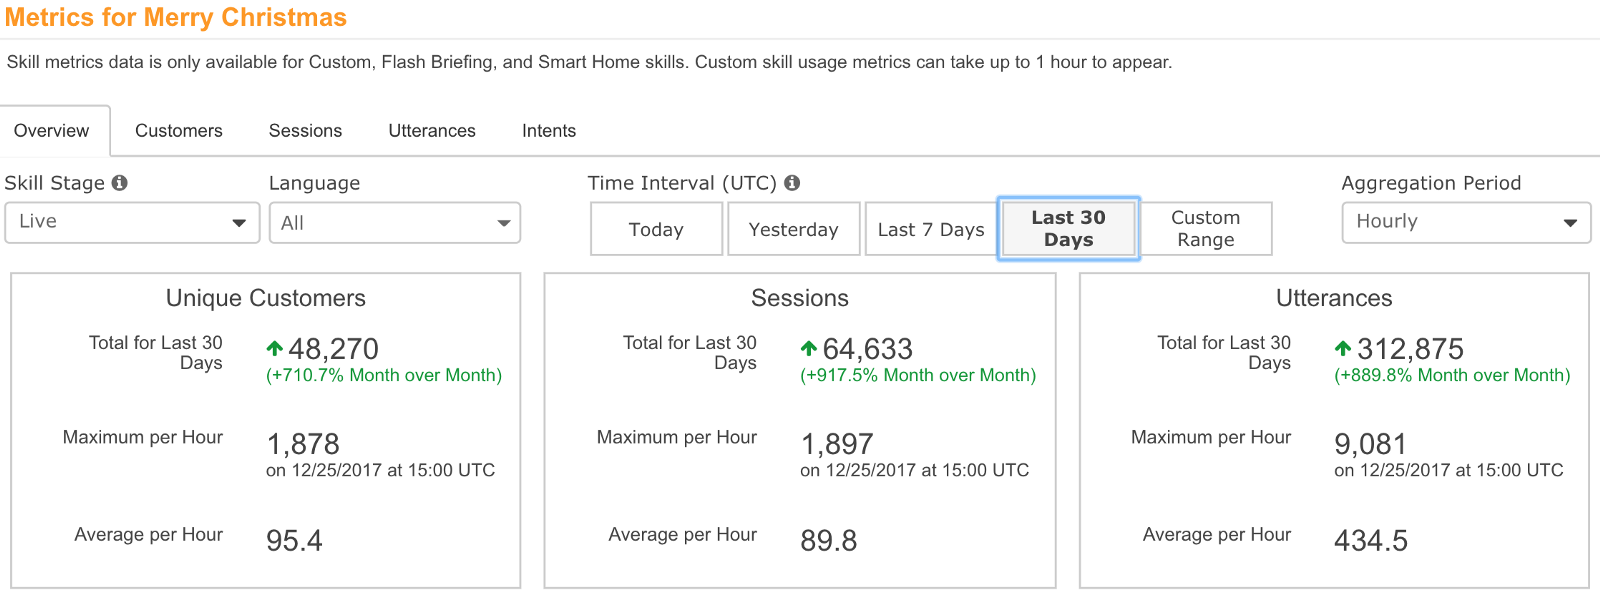 Metrics for Merry Christmas
Skill metrics data is only available for Custom, Flash Briefing, and Smart Home skills. Custom skill usage metrics can take up to 1 hour to appear.
Overview Customers Sessions Utterances Intents
Skill Stage Language Time Interval (UTC) Aggregation Period
Live All Today Yesterday Last 7 Days Last 30 Days Custom Range Hourly
Unique Customers
Total for Last 30
Days
48,270
(+710.7% Month over Month)
Maximum per Hour
1,878
on 12/25/2017 at 15:00 UTC
Average per Hour
95.4
Sessions
Total for Last 30
Days
64,633
(+917.5% Month over Month)
Maximum per Hour
1,897
on 12/25/2017 at 15:00 UTC
Average per Hour
89.8
Utterances
Total for Last 30
Days
312,875
(+889.8% Month over Month)
Maximum per Hour
9,081
on 12/25/2017 at 15:00 UTC
Average per Hour
434.5